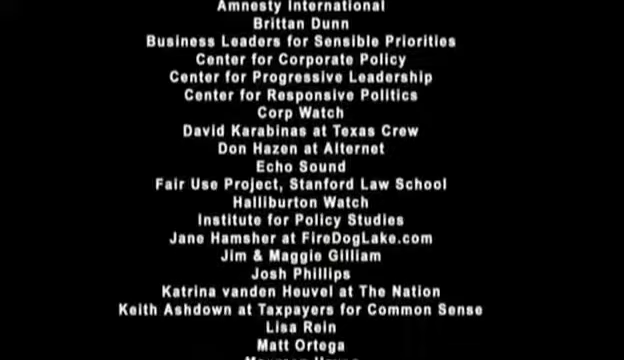 Amnesty International
Brittan Dunn
Business Leaders for Sensible Priorities
Center for Corporate Policy
Center for Progressive Leadership
Center for Responsive Politics
Corp Watch
David Karabinas at Texas Crew
Don Hazen at Alternet
Echo Sound
Fair Use Project, Stanford Law School
Halliburton Watch
Institute for Policy Studies
Jane Hamsher at FireDogLake.com
Jim & Maggie Gilliam
Josh Phillips
Katrina vanden Heuvel at The Nation
Keith Ashdown at Taxpayers for Common Sense
Lisa Rein
Matt Ortega